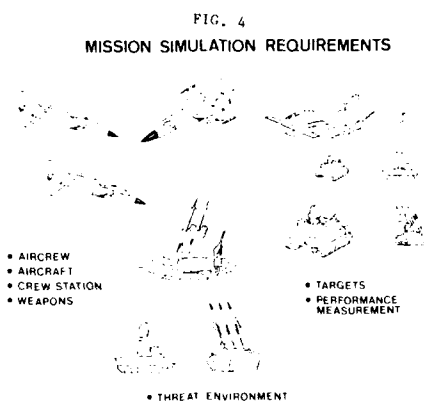 FIG. 4
MISSION SIMULATION REQUIREMENTS
• AIRCREW
• AIRCRAFT
• CREW STATION
• WEAPONS
• TARGETS
• PERFORMANCE
MEASUREMENT
• THREAT ENVIRONMENT